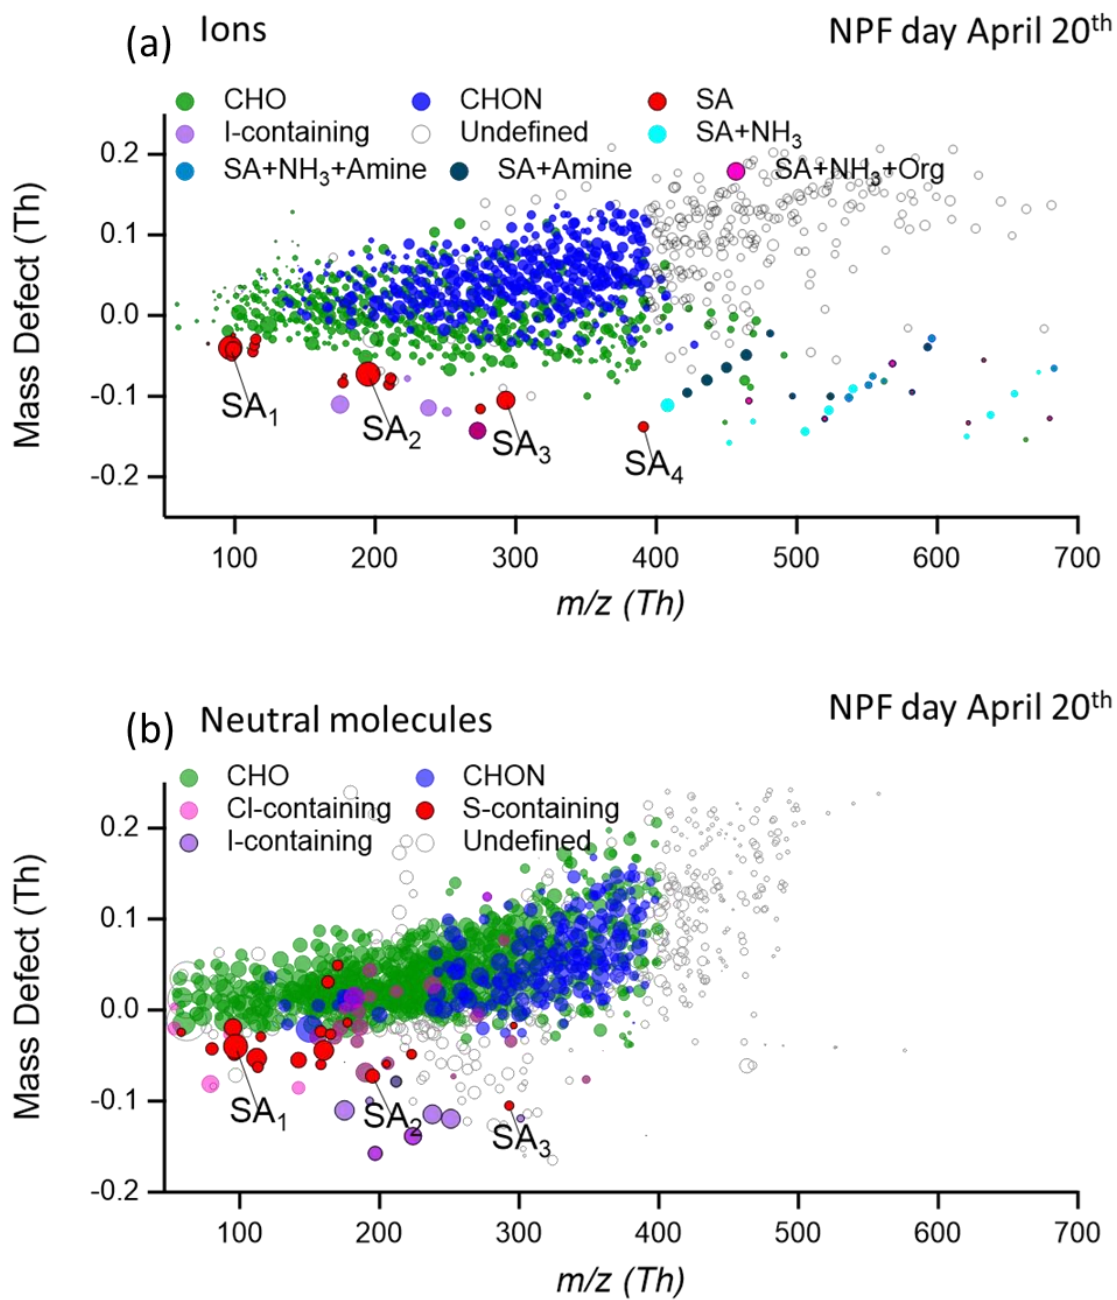 (a) Ions NPF day April 20th
CHO CHON SA
I-containing Undefined SA+NH3
SA+NH3+Amine SA+Amine SA+NH3+Org
Mass Defect (Th)
0.2
0.1
0.0
-0.1
-0.2
SA1
SA2
SA3
SA4
100 200 300 400 500 600 700
m/z (Th)
(b) Neutral molecules NPF day April 20th
CHO CHON
Cl-containing S-containing
I-containing Undefined
Mass Defect (Th)
0.2
0.1
0.0
-0.1
-0.2
SA1
SA2
SA3
100 200 300 400 500 600 700
m/z (Th)